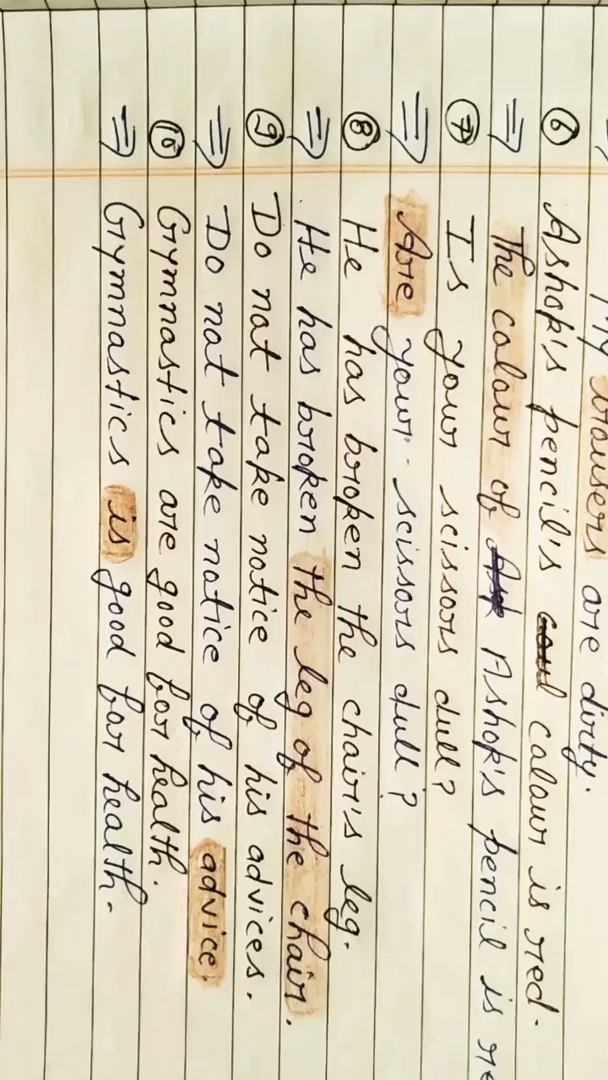 trousers are dirty.
⑥ Ashok's pencil's colour is red.
⇒ The colour of Ashok's pencil is re
⑦ Is your scissors dull?
⇒ Are your scissors dull?
⑧ He has broken the chair's leg.
⇒ He has broken the leg of the chair.
⑨ Do not take notice of his advices.
⇒ Do not take notice of his advice.
⑩ Gymnastics are good for health.
⇒ Gymnastics is good for health.